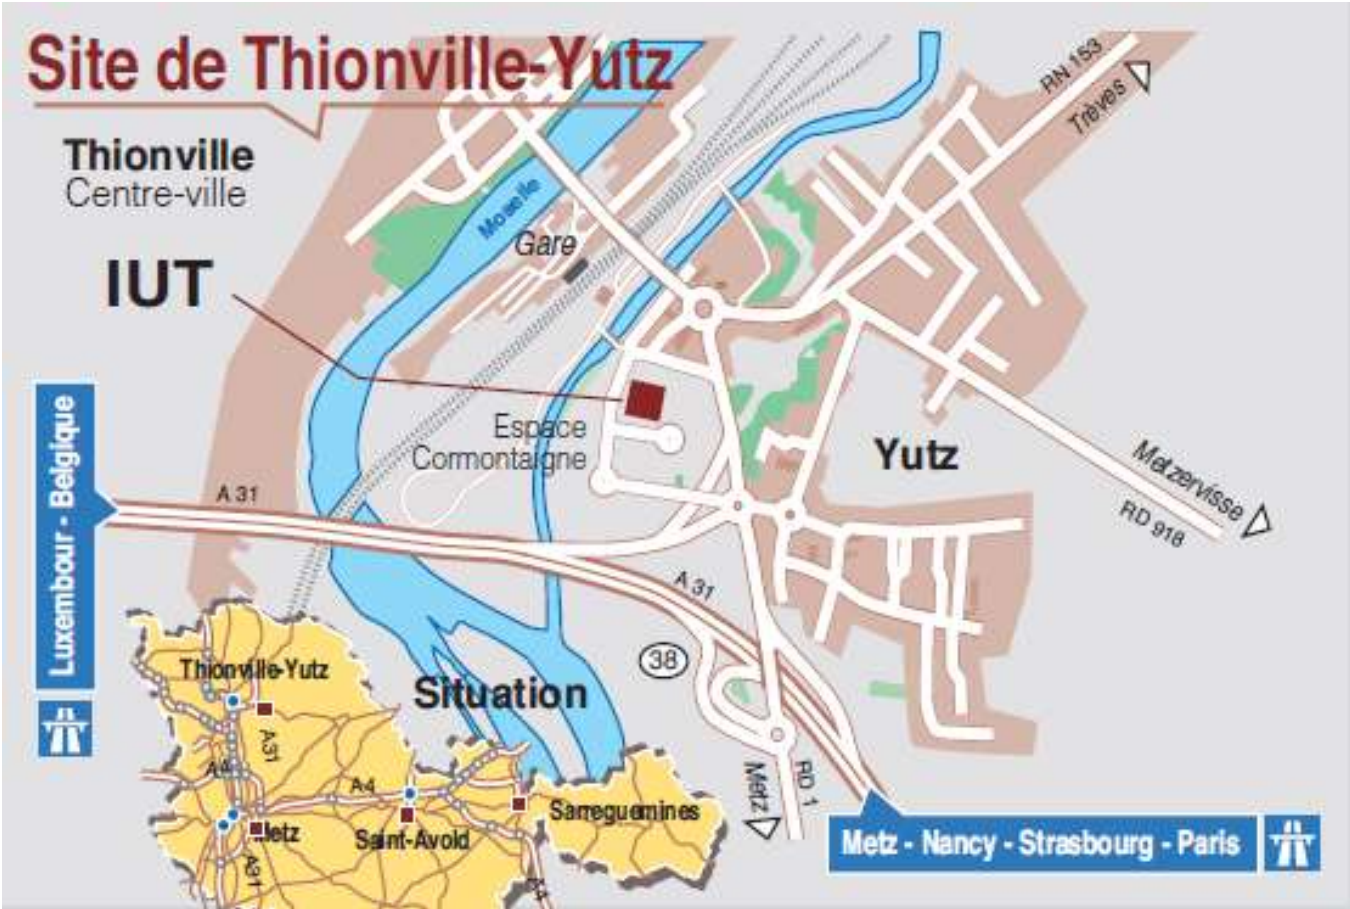 Site de Thionville-Yutz
Thionville
Centre-ville
IUT
Moselle
Gare
RN 153
Trèves
Espace
Cormontaigne
Yutz
Metzervisse
RD 918
Luxembour - Belgique
A 31
A 31
38
Situation
Thionville-Yutz
A31
A4
A4
Metz
Saint-Avold
Sarreguemines
A31
A4
Metz
RD 1
Metz - Nancy - Strasbourg - Paris